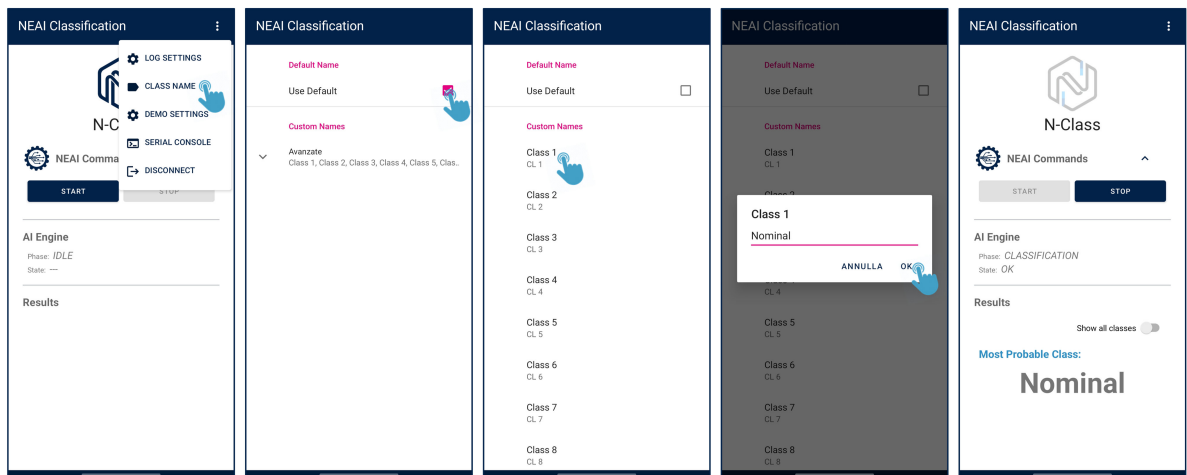 NEAI Classification
LOG SETTINGS
CLASS NAME
DEMO SETTINGS
SERIAL CONSOLE
DISCONNECT
N-C
NEAI Comma
START
STOP
AI Engine
Phase: IDLE
State: —
Results
NEAI Classification
Default Name
Use Default
Custom Names
Avanzate
Class 1, Class 2, Class 3, Class 4, Class 5, Clas..
NEAI Classification
Default Name
Use Default
Custom Names
Class 1
CL 1
Class 2
CL 2
Class 3
CL 3
Class 4
CL 4
Class 5
CL 5
Class 6
CL 6
Class 7
CL 7
Class 8
CL 8
NEAI Classification
Default Name
Use Default
Custom Names
Class 1
CL 1
Class 2
Class 1
Nominal
ANNULLA
OK
CL 4
Class 5
CL 5
Class 6
CL 6
Class 7
CL 7
Class 8
CL 8
NEAI Classification
N-Class
NEAI Commands
START
STOP
AI Engine
Phase: CLASSIFICATION
State: OK
Results
Show all classes
Most Probable Class:
Nominal